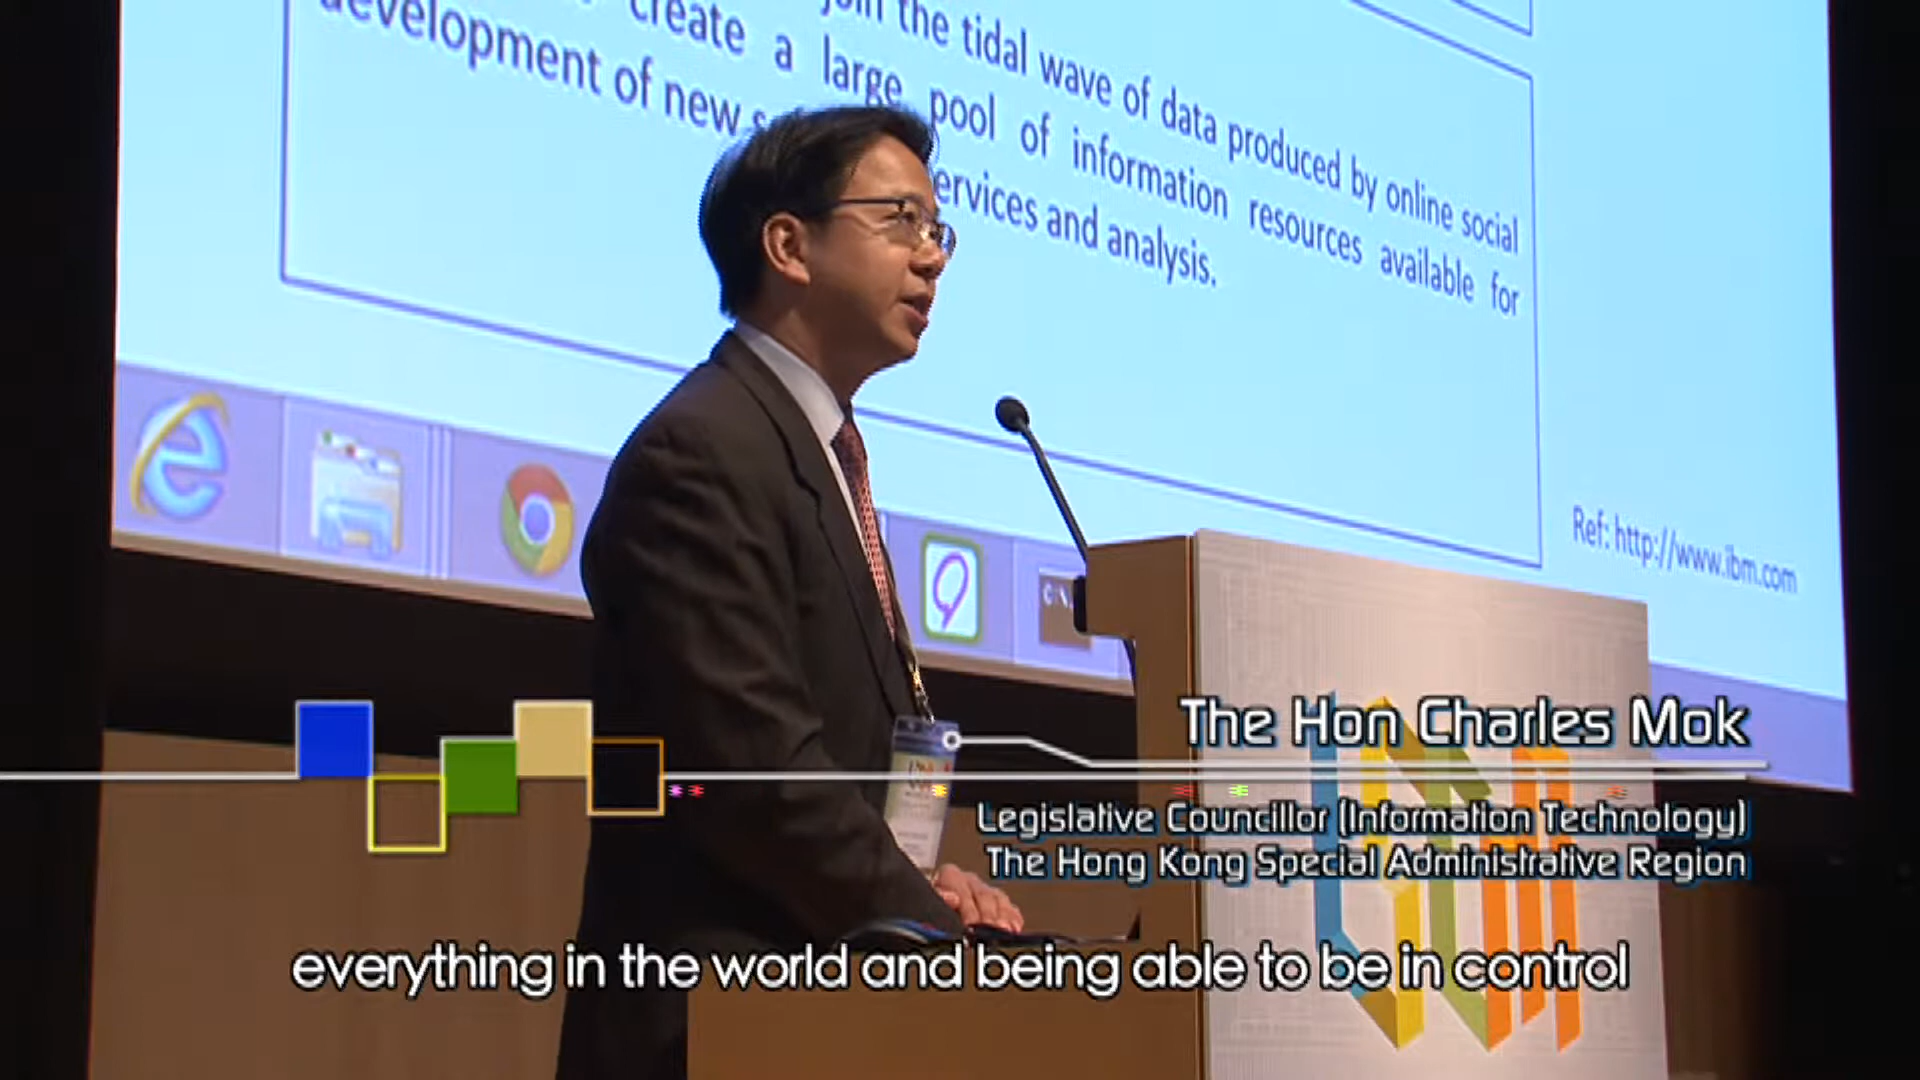 join the tidal wave of data produced by online social
create a large pool of information resources available for
development of new services and analysis.
Ref: http://www.ibm.com
The Hon Charles Mok
Legislative Councillor (Information Technology)
The Hong Kong Special Administrative Region
everything in the world and being able to be in control